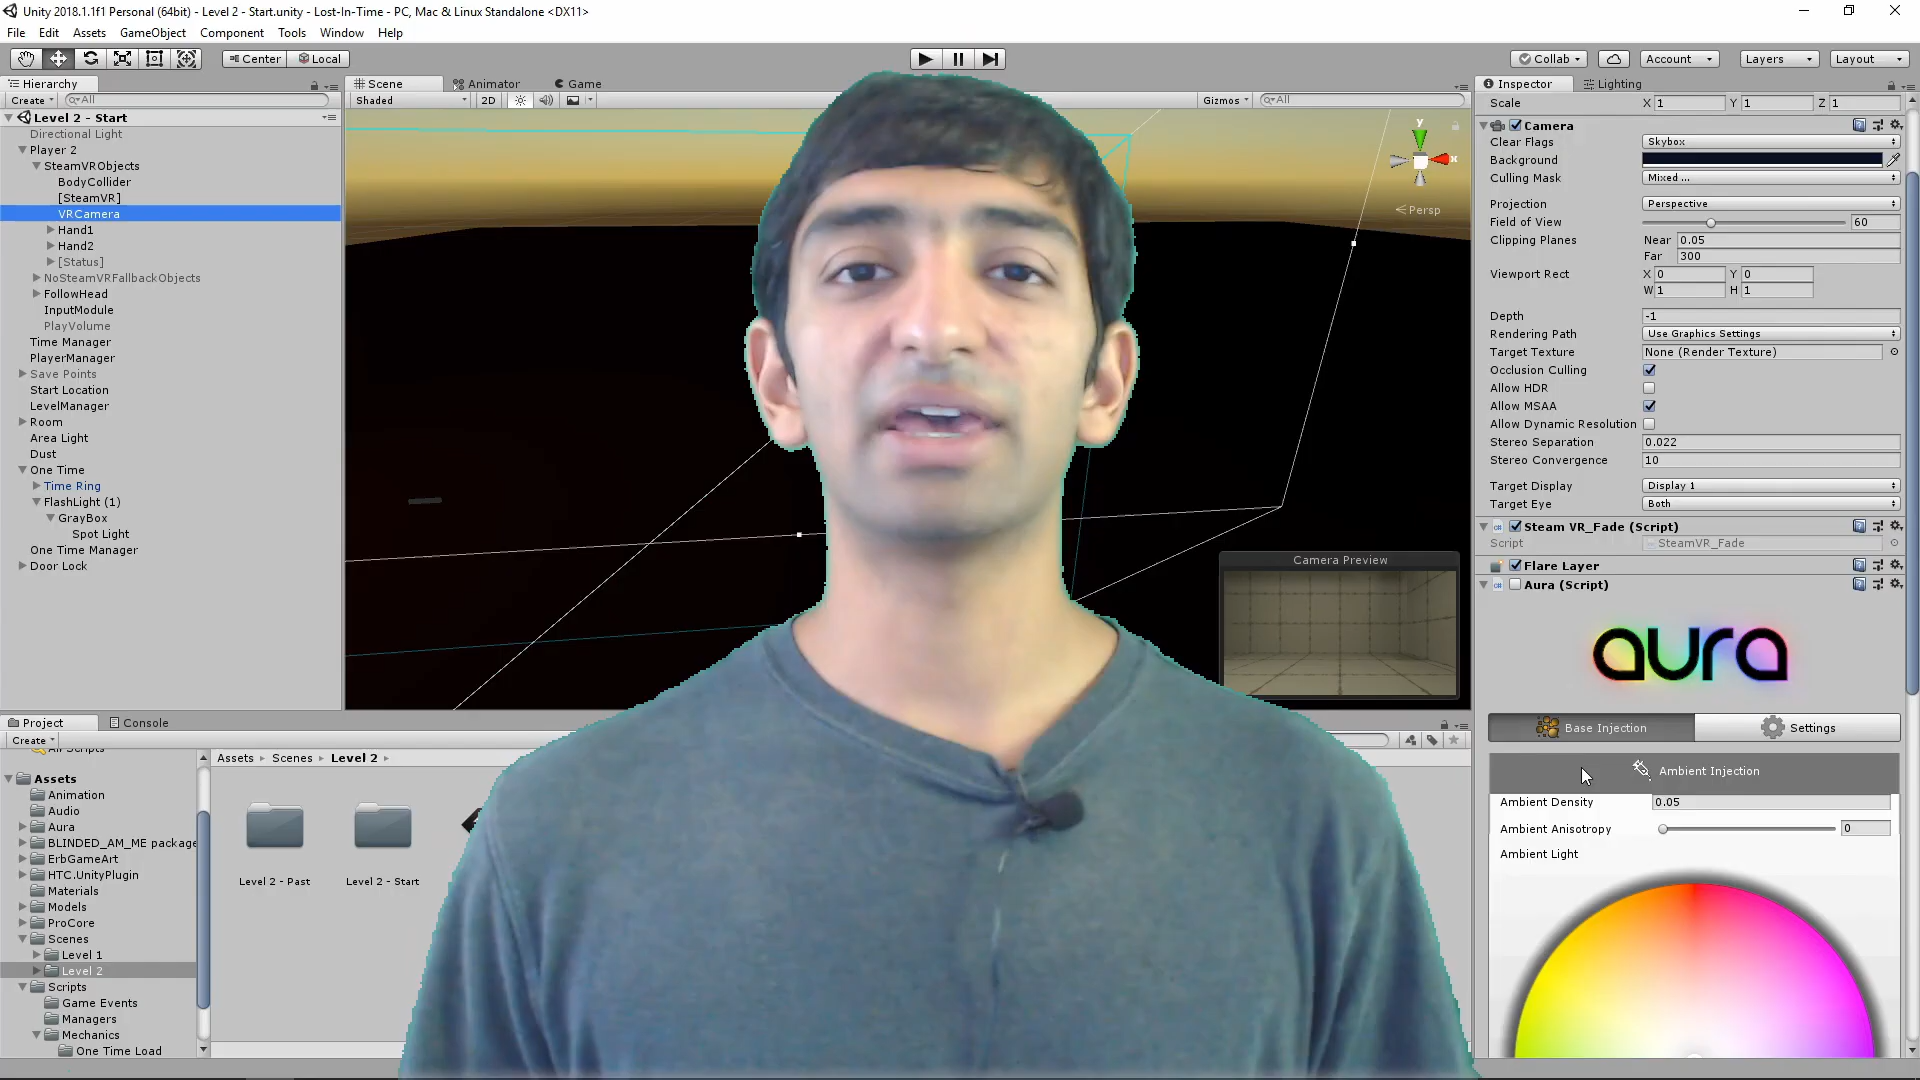 Unity 2018.1.1f1 Personal (64bit) - Level 2 - Start.unity - Lost-In-Time - PC, Mac & Linux Standalone <DX11>
File Edit Assets GameObject Component Tools Window Help
Center Local Collab Account Layers Layout
Hierarchy
Create All
Level 2 - Start
Directional Light
Player 2
SteamVRObjects
BodyCollider
[SteamVR]
VRCamera
Hand1
Hand2
[Status]
NoSteamVRFallbackObjects
FollowHead
InputModule
PlayVolume
Time Manager
PlayerManager
Save Points
Start Location
LevelManager
Room
Area Light
Dust
One Time
Time Ring
FlashLight (1)
GrayBox
Spot Light
One Time Manager
Door Lock
Scene Animator Game
Shaded 2D Gizmos All
y
x
Persp
Camera Preview
Inspector Lighting
Scale X 1 Y 1 Z 1
Camera
Clear Flags Skybox
Background
Culling Mask Mixed ...
Projection Perspective
Field of View 60
Clipping Planes Near 0.05
Far 300
Viewport Rect X 0 Y 0
W 1 H 1
Depth -1
Rendering Path Use Graphics Settings
Target Texture None (Render Texture)
Occlusion Culling
Allow HDR
Allow MSAA
Allow Dynamic Resolution
Stereo Separation 0.022
Stereo Convergence 10
Target Display Display 1
Target Eye Both
Steam VR_Fade (Script)
Script SteamVR_Fade
Flare Layer
Aura (Script)
aura
Base Injection Settings
Ambient Injection
Ambient Density 0.05
Ambient Anisotropy 0
Ambient Light
Project Console
Create
All Scripts
Assets
Animation
Audio
Aura
BLINDED_AM_ME package
ErbGameArt
HTC.UnityPlugin
Materials
Models
ProCore
Scenes
Level 1
Level 2
Scripts
Game Events
Managers
Mechanics
One Time Load
Assets Scenes Level 2
Level 2 - Past Level 2 - Start